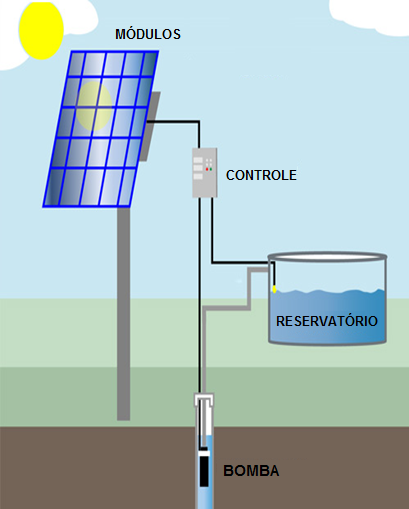 MÓDULOS
CONTROLE
RESERVATÓRIO
BOMBA